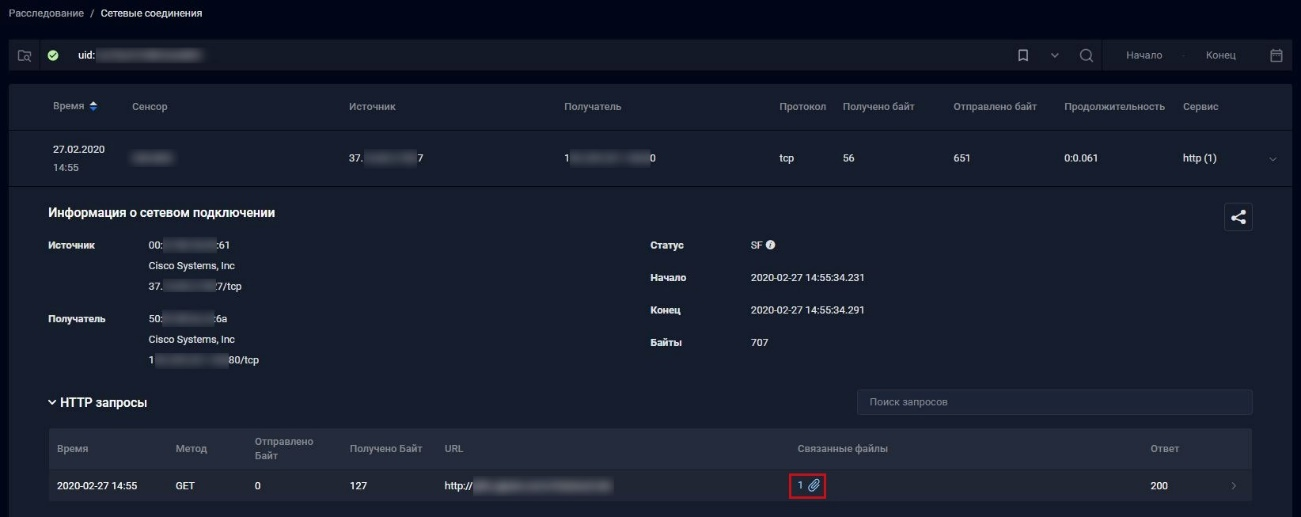 Расследование / Сетевые соединения
uid:
Начало - Конец
Время Сенсор Источник Получатель Протокол Получено байт Отправлено байт Продолжительность Сервис
27.02.2020 37. 7 1 0 tcp 56 651 0:0.061 http (1)
14:55
Информация о сетевом подключении
Источник 00: :61 Статус SF
Cisco Systems, Inc
37. 7/tcp Начало 2020-02-27 14:55:34.231
Получатель 50: :6a Конец 2020-02-27 14:55:34.291
Cisco Systems, Inc Байты 707
1 80/tcp
HTTP запросы Поиск запросов
Время Метод Отправлено Байт Получено Байт URL Связанные файлы Ответ
2020-02-27 14:55 GET 0 127 http:// 1 200